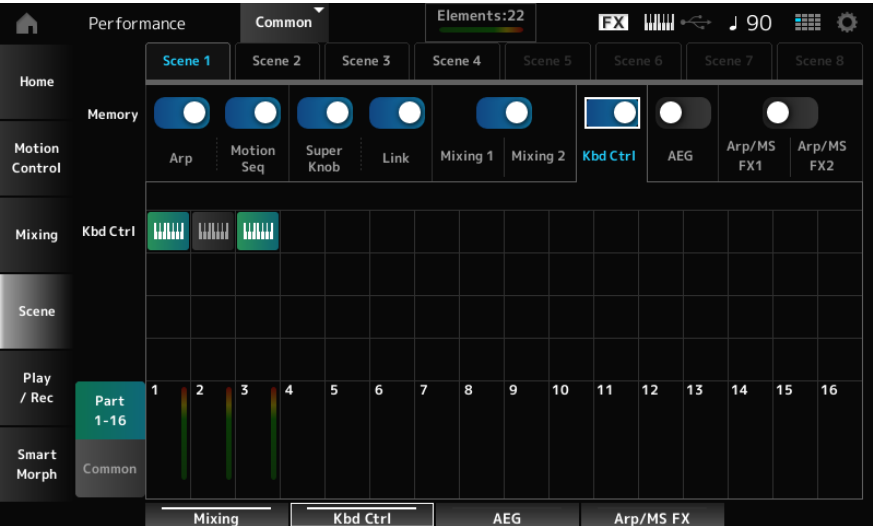 Performance
Common
Elements:22
FX
♩ 90
Scene 1
Scene 2
Scene 3
Scene 4
Scene 5
Scene 6
Scene 7
Scene 8
Home
Motion
Control
Mixing
Scene
Play
/ Rec
Smart
Morph
Memory
Arp
Motion
Seq
Super
Knob
Link
Mixing 1
Mixing 2
Kbd Ctrl
AEG
Arp/MS
FX1
Arp/MS
FX2
Kbd Ctrl
Part
1-16
Common
1 2 3 4 5 6 7 8 9 10 11 12 13 14 15 16
Mixing
Kbd Ctrl
AEG
Arp/MS FX